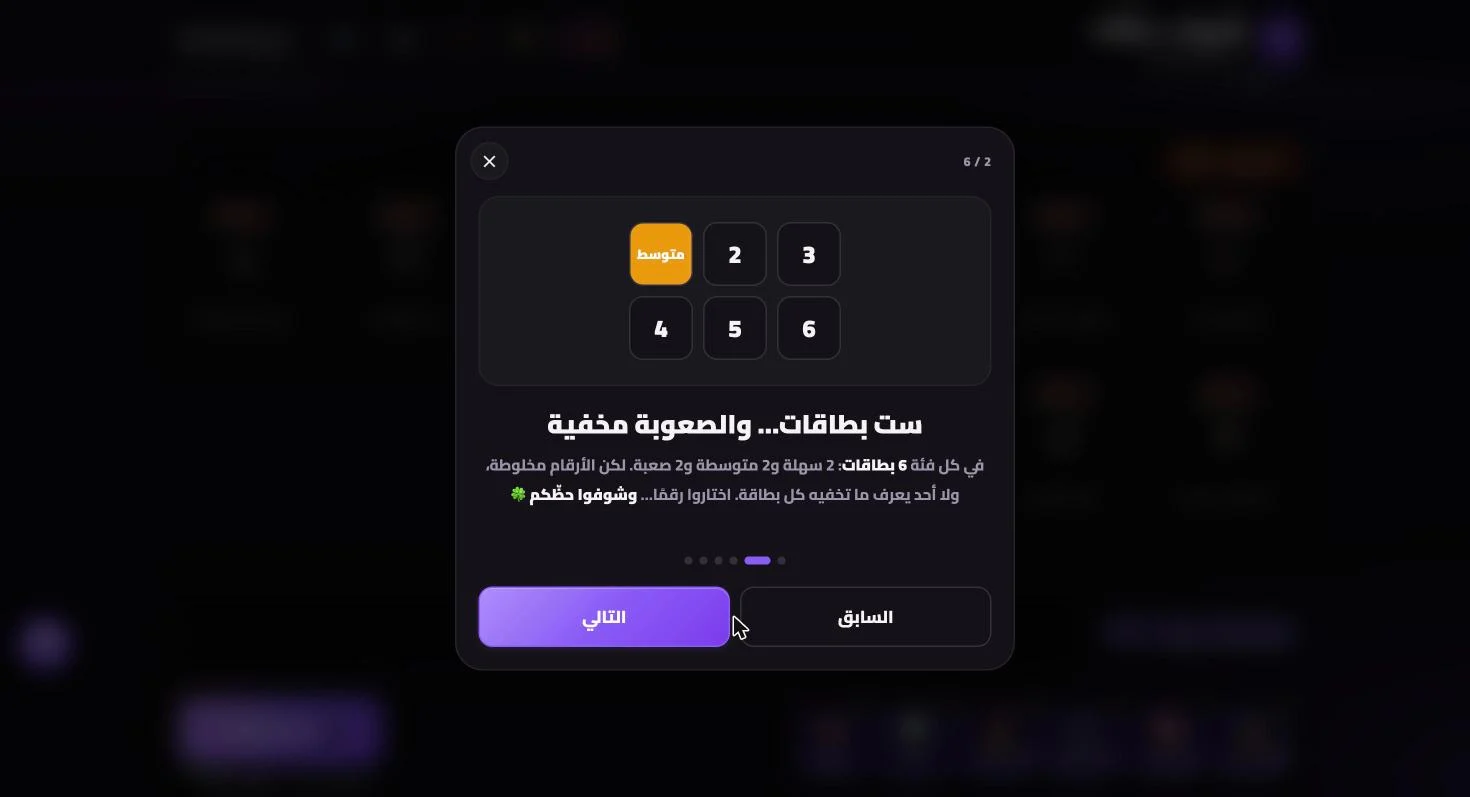 6 / 2
متوسط 2 3
4 5 6
ست بطاقات... والصعوبة مخفية
في كل فئة 6 بطاقات: 2 سهلة و2 متوسطة و2 صعبة. لكن الأرقام مخلوطة،
ولا أحد يعرف ما تخفيه كل بطاقة. اختاروا رقمًا... وشوفوا حظّكم 🍀
السابق
التالي